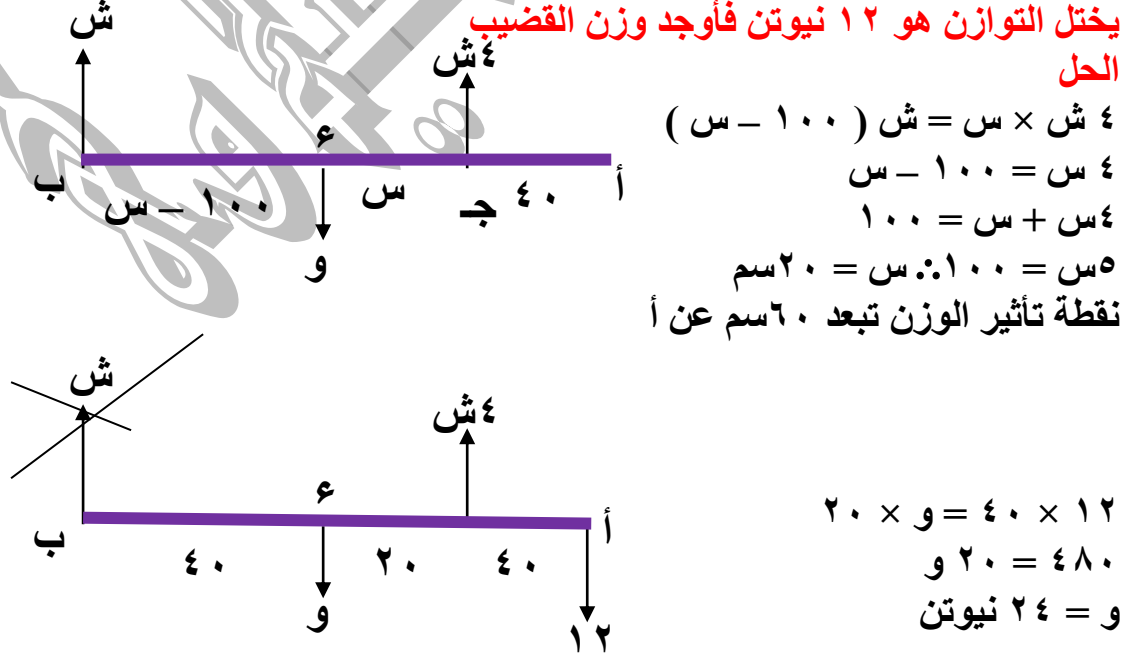 يختل التوازن هو ١٢ نيوتن فأوجد وزن القضيب
الحل
٤ ش × س = ش ( ١٠٠ – س )
٤ س = ١٠٠ – س
٤س + س = ١٠٠
٥س = ١٠٠ ∴ س = ٢٠سم
نقطة تأثير الوزن تبعد ٦٠سم عن أ
ش
٤ش
ء
أ
٤٠
جـ
س
١٠٠ – س
ب
و
ش
٤ش
ء
أ
٤٠
٢٠
٤٠
ب
و
١٢
١٢ × ٤٠ = و × ٢٠
٤٨٠ = ٢٠ و
و = ٢٤ نيوتن